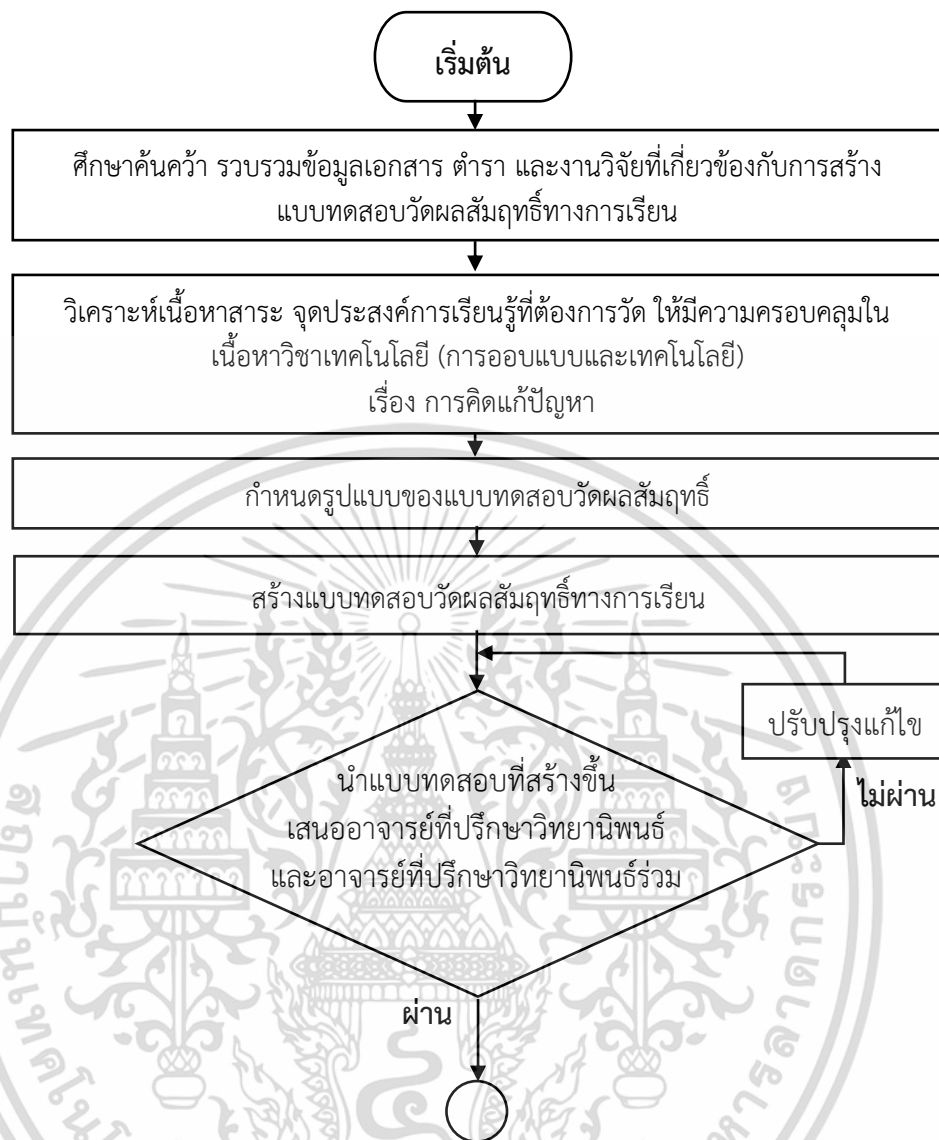 เริ่มต้น
ศึกษาค้นคว้า รวบรวมข้อมูลเอกสาร ตำรา และงานวิจัยที่เกี่ยวข้องกับการสร้าง
แบบทดสอบวัดผลสัมฤทธิ์ทางการเรียน
วิเคราะห์เนื้อหาสาระ จุดประสงค์การเรียนรู้ที่ต้องการวัด ให้มีความครอบคลุมใน
เนื้อหาวิชาเทคโนโลยี (การออบแบบและเทคโนโลยี)
เรื่อง การคิดแก้ปัญหา
กำหนดรูปแบบของแบบทดสอบวัดผลสัมฤทธิ์
สร้างแบบทดสอบวัดผลสัมฤทธิ์ทางการเรียน
ปรับปรุงแก้ไข
ไม่ผ่าน
นำแบบทดสอบที่สร้างขึ้น
เสนออาจารย์ที่ปรึกษาวิทยานิพนธ์
และอาจารย์ที่ปรึกษาวิทยานิพนธ์ร่วม
ผ่าน